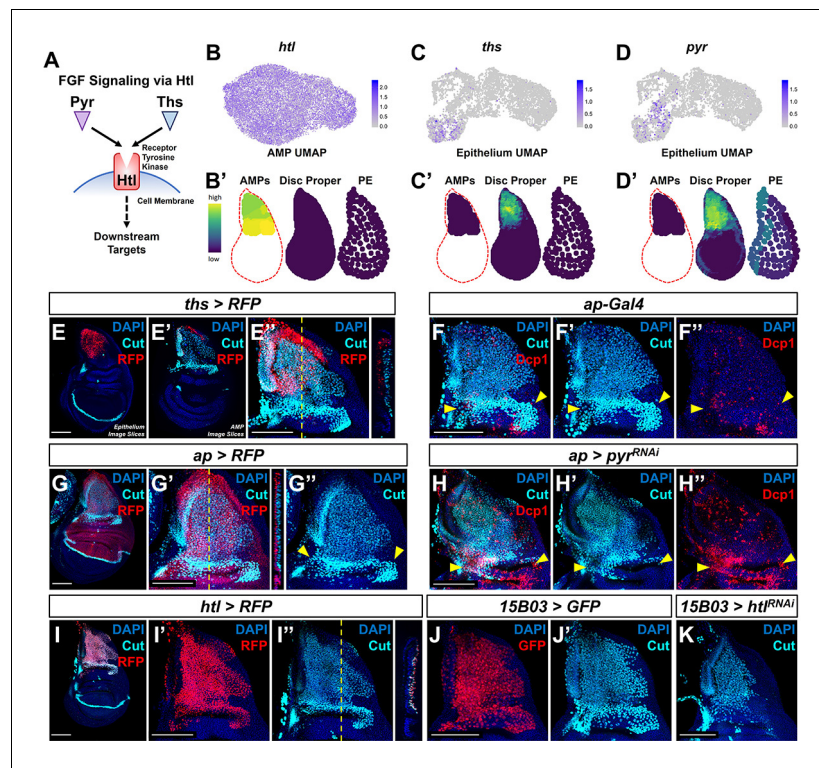 A
FGF Signaling via Htl
Pyr
Ths
Receptor
Tyrosine
Kinase
Htl
Cell Membrane
Downstream
Targets
B
htl
2.0
1.5
1.0
0.5
0.0
AMP UMAP
C
ths
1.5
1.0
0.5
0.0
Epithelium UMAP
D
pyr
1.5
1.0
0.5
0.0
Epithelium UMAP
B'
AMPs
Disc Proper
PE
high
low
C'
AMPs
Disc Proper
PE
D'
AMPs
Disc Proper
PE
ths > RFP
E
DAPI
Cut
RFP
Epithelium
Image Slices
E'
DAPI
Cut
RFP
AMP
Image Slices
E''
DAPI
Cut
RFP
ap-Gal4
F
DAPI
Cut
Dcp1
F'
DAPI
Cut
F''
DAPI
Dcp1
ap > RFP
G
DAPI
Cut
RFP
G'
DAPI
Cut
RFP
G''
DAPI
Cut
ap > pyrRNAi
H
DAPI
Cut
Dcp1
H'
DAPI
Cut
H''
DAPI
Dcp1
htl > RFP
I
DAPI
Cut
RFP
I'
DAPI
RFP
I''
DAPI
Cut
15B03 > GFP
J
DAPI
GFP
J'
DAPI
Cut
15B03 > htlRNAi
K
DAPI
Cut